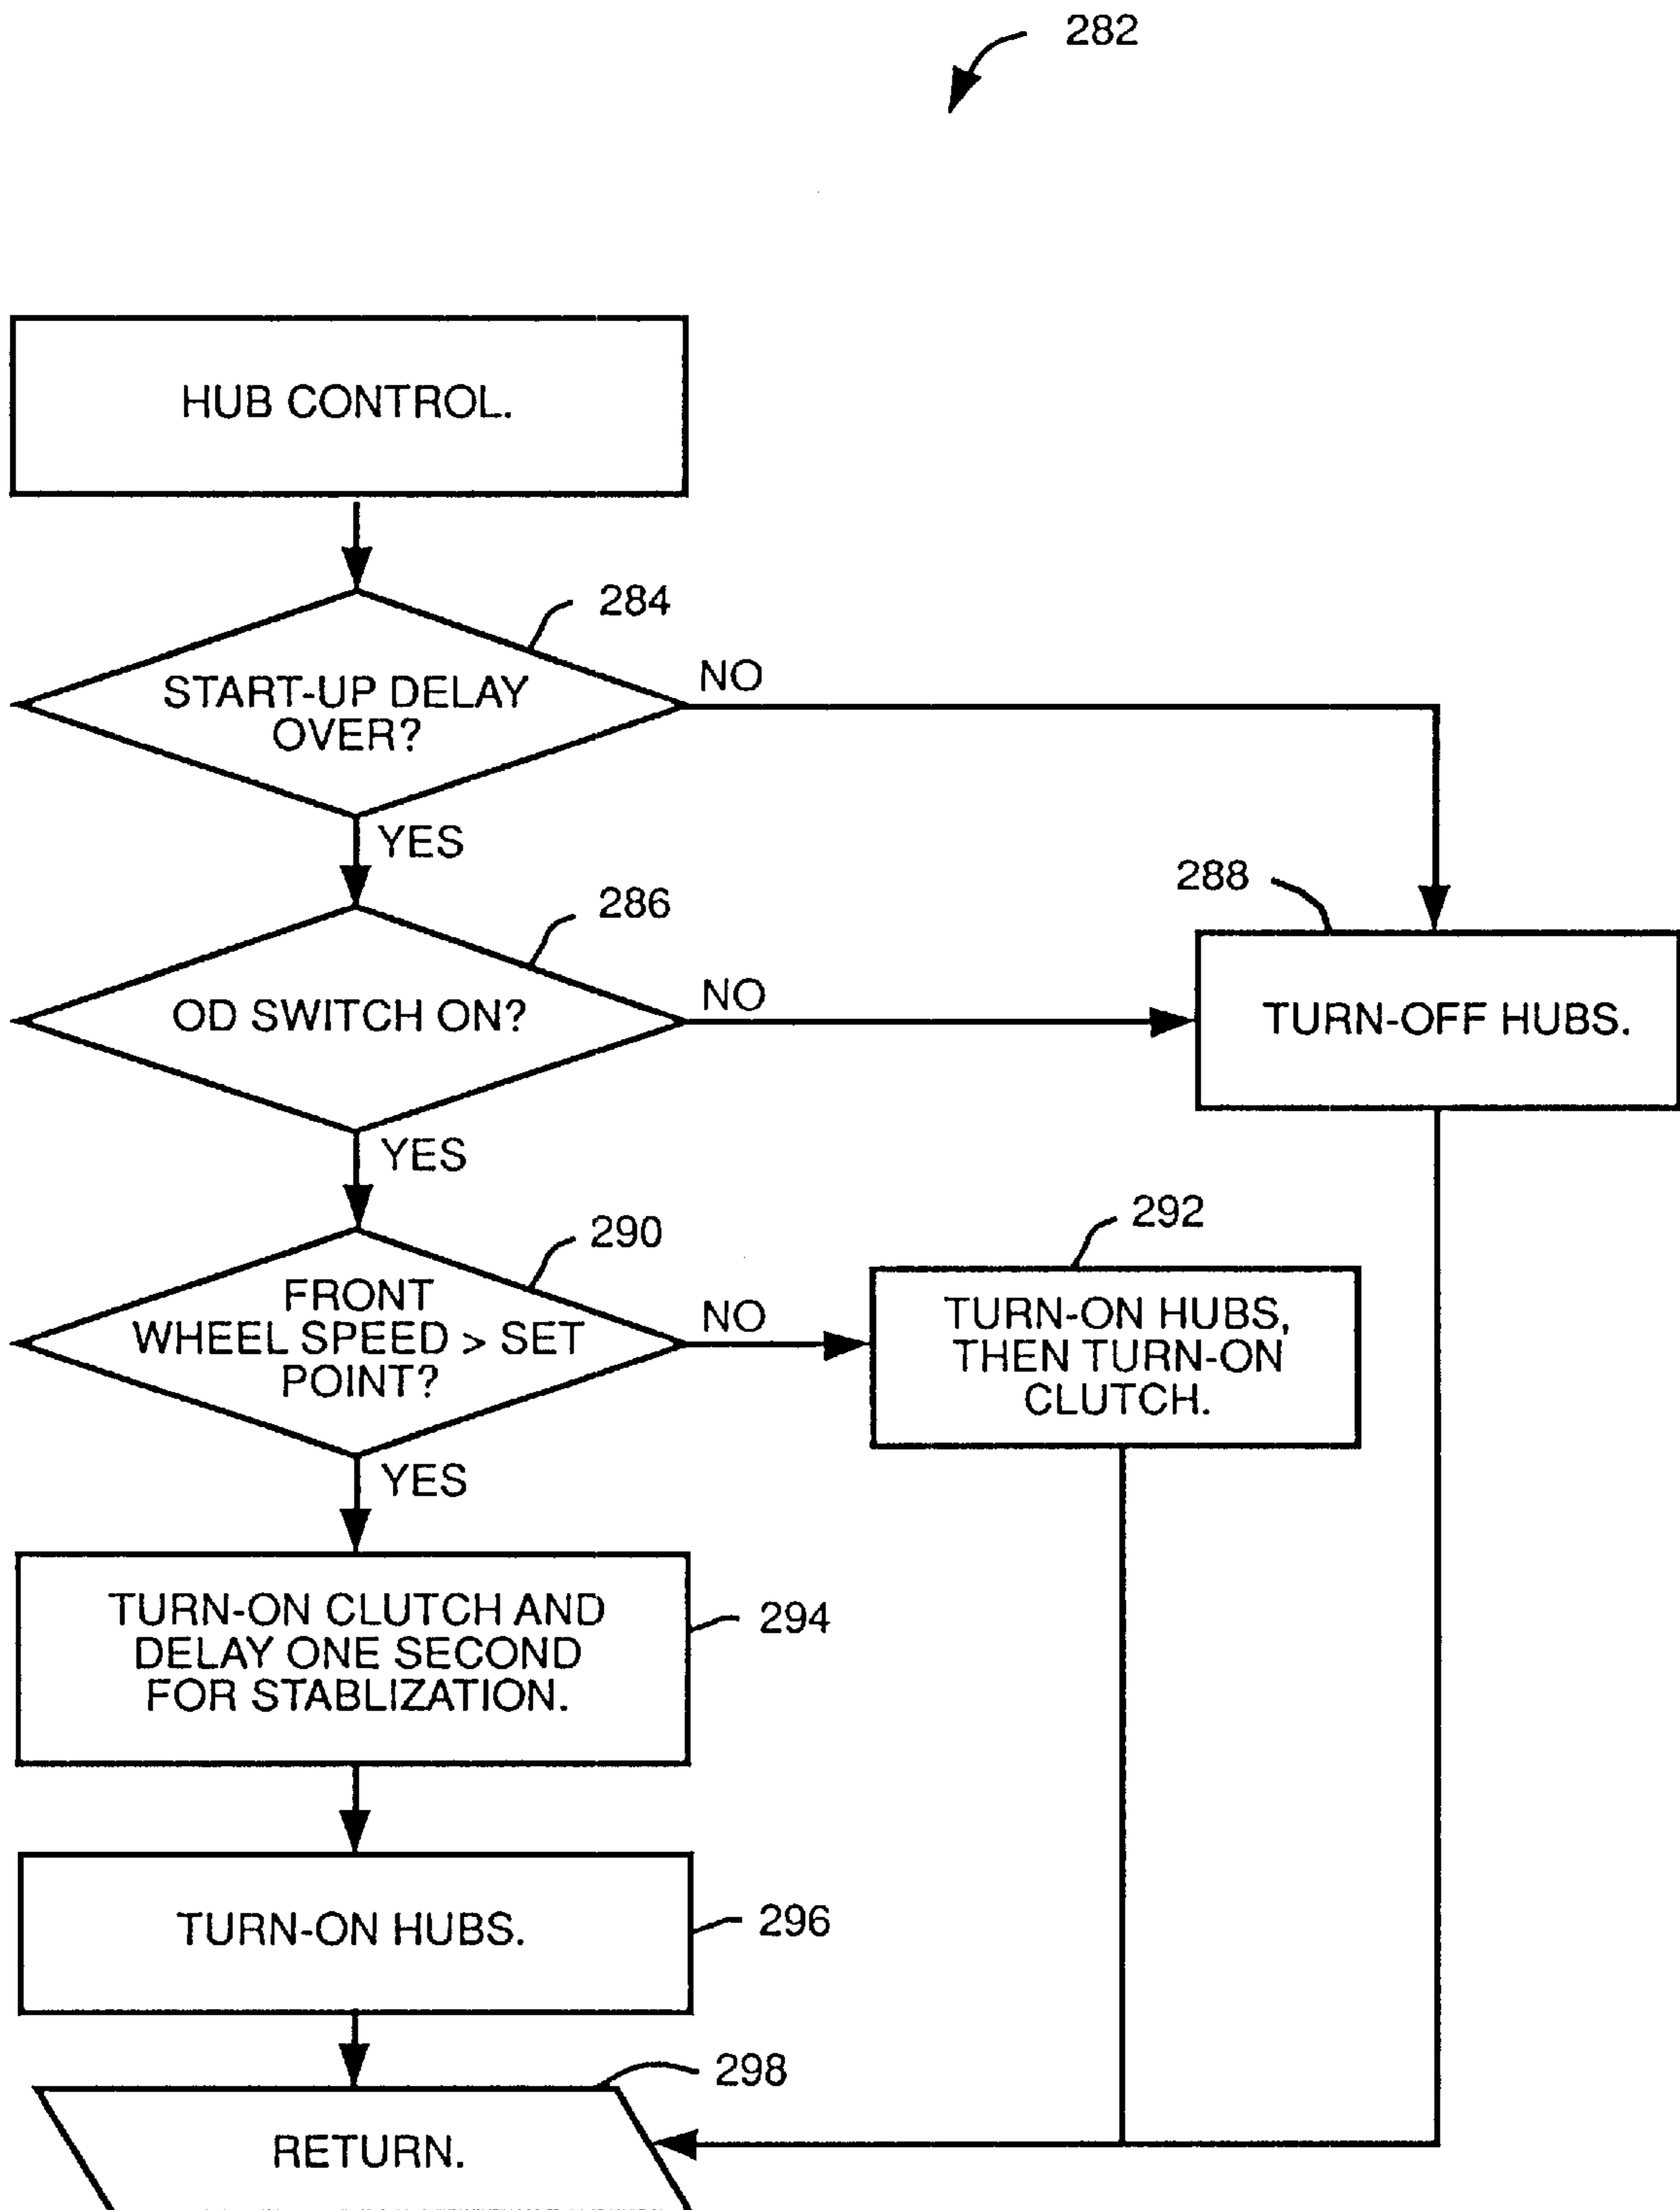 282
HUB CONTROL.
284
START-UP DELAY
OVER?
NO
YES
286
OD SWITCH ON?
NO
288
TURN-OFF HUBS.
YES
290
FRONT
WHEEL SPEED > SET
POINT?
NO
292
TURN-ON HUBS,
THEN TURN-ON
CLUTCH.
YES
TURN-ON CLUTCH AND
DELAY ONE SECOND
FOR STABLIZATION.
294
TURN-ON HUBS.
296
298
RETURN.